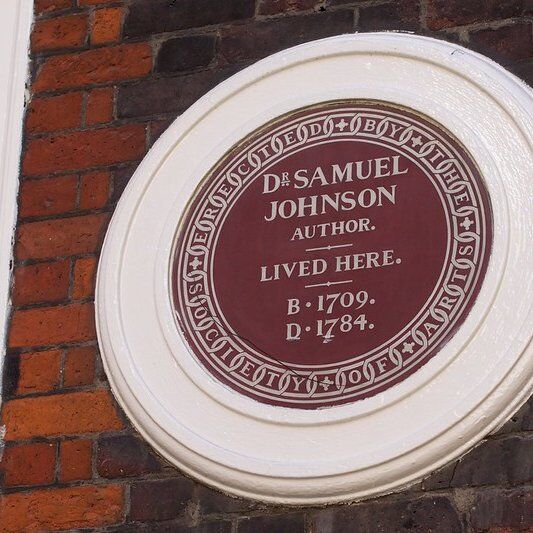 ERECTED BY THE
SOCIETY OF ARTS
Dr. SAMUEL
JOHNSON
AUTHOR.
LIVED HERE.
B·1709.
D·1784.